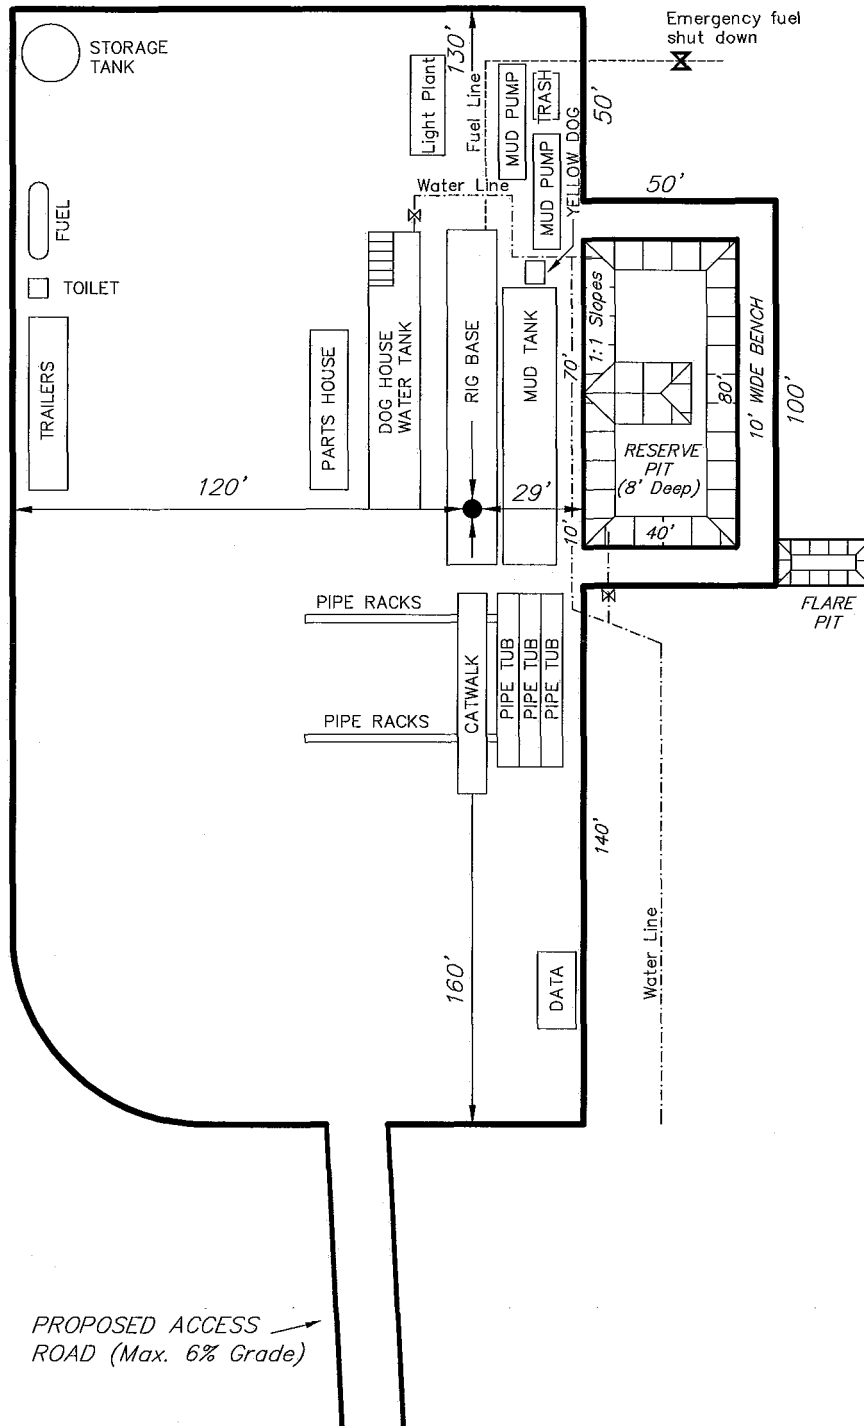 Emergency fuel
shut down
STORAGE
TANK
130'
Light Plant
Fuel Line
MUD PUMP
TRASH
50'
MUD PUMP
YELLOW DOG
Water Line
50'
FUEL
TOILET
TRAILERS
PARTS HOUSE
DOG HOUSE
WATER TANK
RIG BASE
MUD TANK
70'
1:1 Slopes
80'
10' WIDE BENCH
100'
RESERVE
PIT
(8' Deep)
120'
29'
10'
40'
FLARE
PIT
PIPE RACKS
CATWALK
PIPE TUB
PIPE TUB
PIPE TUB
PIPE RACKS
140'
160'
DATA
Water Line
PROPOSED ACCESS
ROAD (Max. 6% Grade)